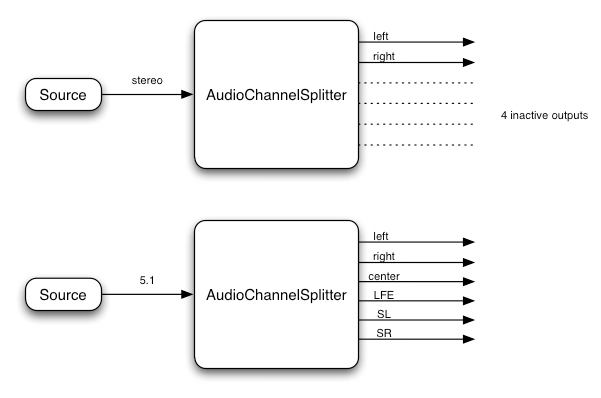 left
right
stereo
Source
AudioChannelSplitter
4 inactive outputs
left
right
center
5.1
Source
AudioChannelSplitter
LFE
SL
SR